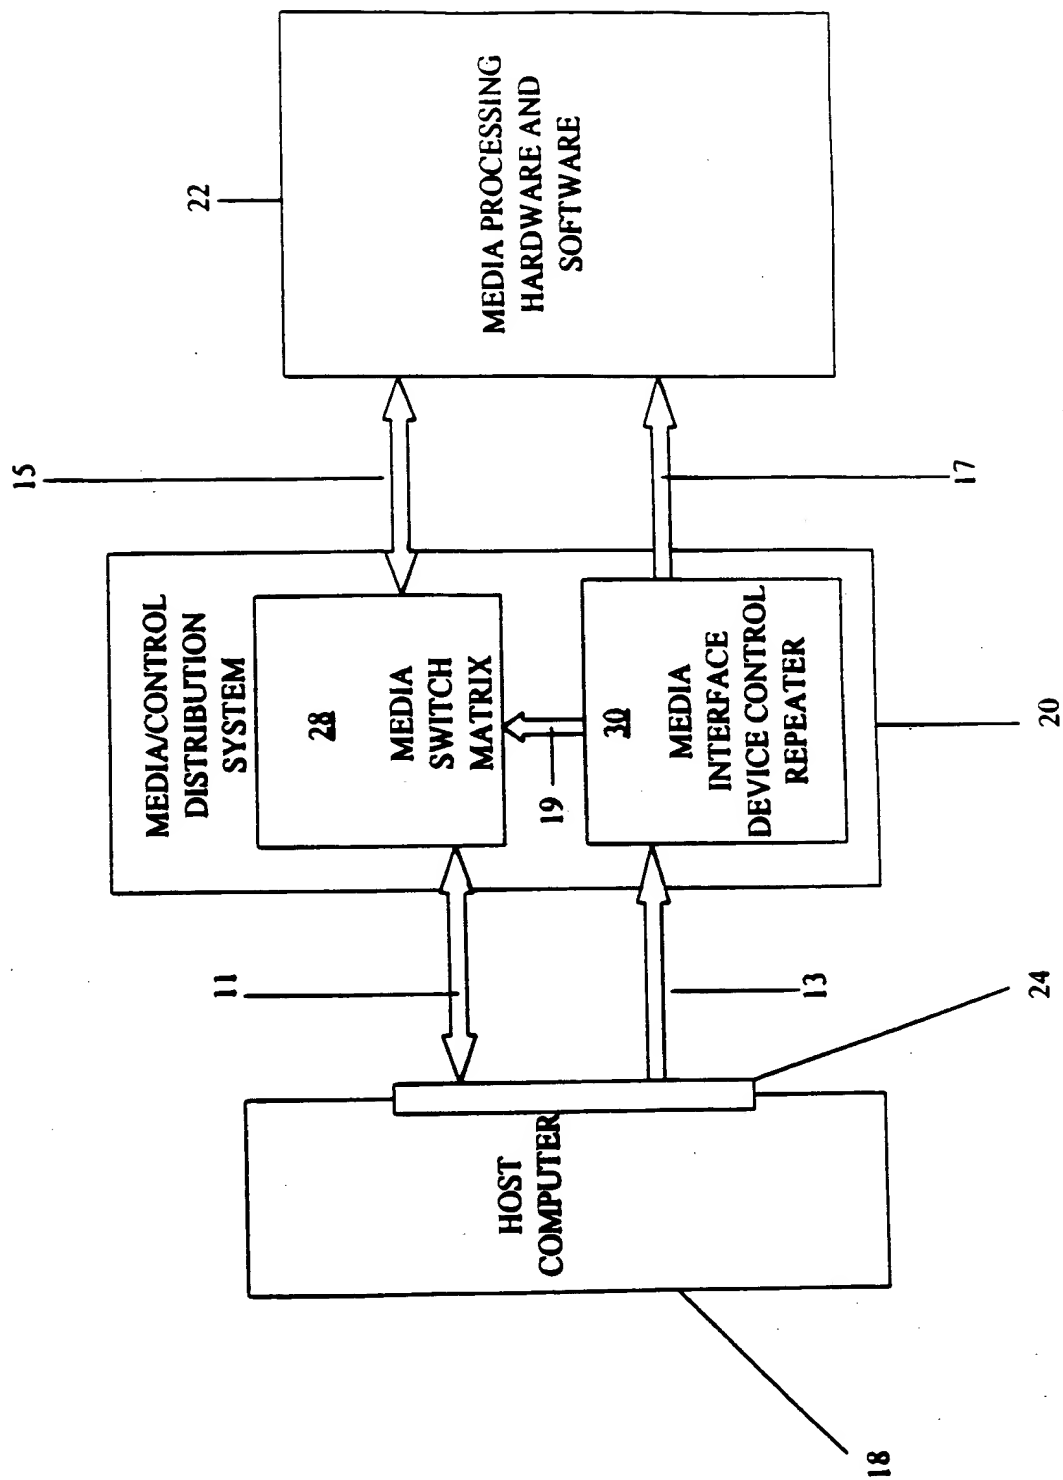 22
MEDIA PROCESSING
HARDWARE AND
SOFTWARE
15
17
MEDIA/CONTROL
DISTRIBUTION
SYSTEM
28
MEDIA
SWITCH
MATRIX
19
30
MEDIA
INTERFACE
DEVICE CONTROL
REPEATER
20
11
13
24
HOST
COMPUTER
18